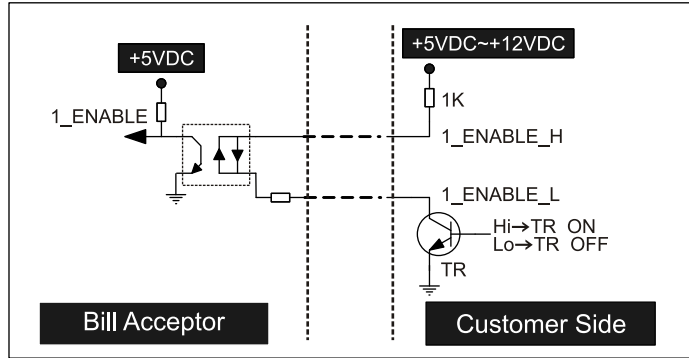 +5VDC
+5VDC~+12VDC
1_ENABLE
1K
1_ENABLE_H
1_ENABLE_L
Hi→TR ON
Lo→TR OFF
TR
Bill Acceptor
Customer Side